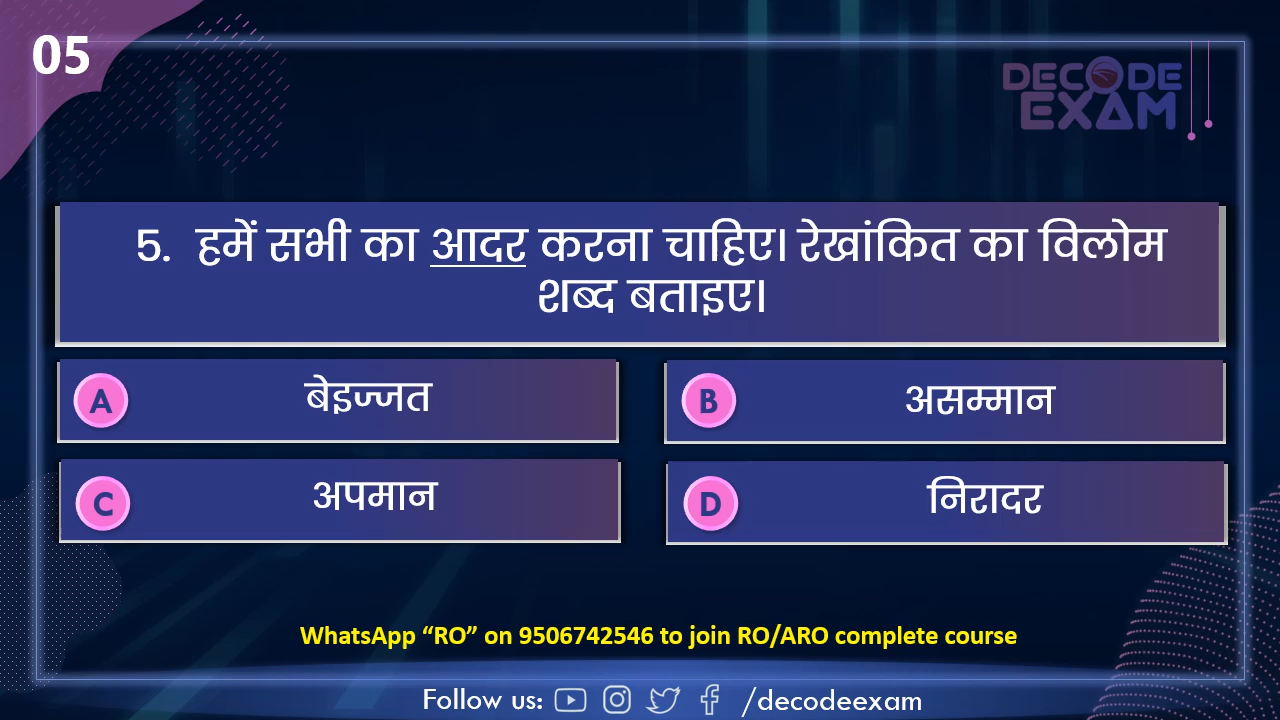 05
DECODE
EXAM
5. हमें सभी का आदर करना चाहिए। रेखांकित का विलोम
शब्द बताइए।
A बेइज्जत
B असम्मान
C अपमान
D निरादर
WhatsApp “RO” on 9506742546 to join RO/ARO complete course
Follow us: /decodeexam